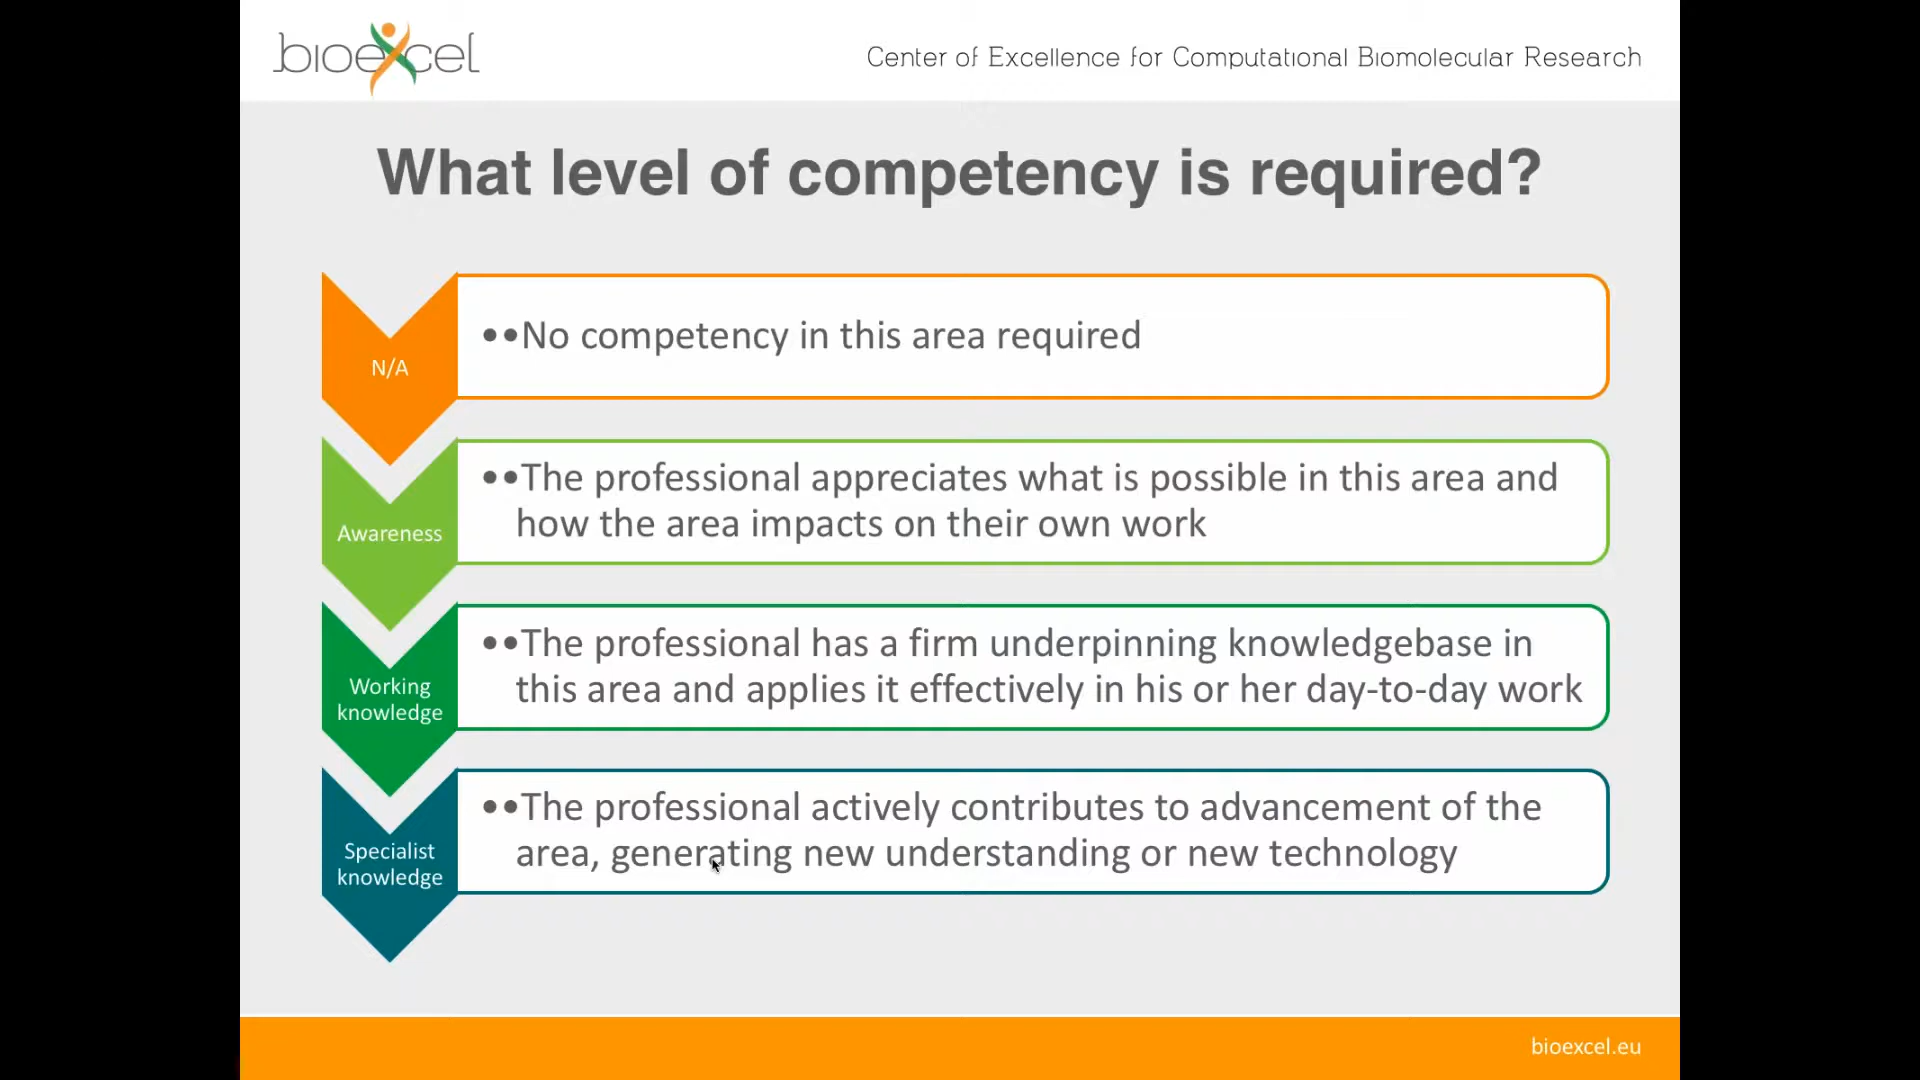 bioexcel
Center of Excellence for Computational Biomolecular Research
What level of competency is required?
N/A
••No competency in this area required
Awareness
••The professional appreciates what is possible in this area and
how the area impacts on their own work
Working
knowledge
••The professional has a firm underpinning knowledgebase in
this area and applies it effectively in his or her day-to-day work
Specialist
knowledge
••The professional actively contributes to advancement of the
area, generating new understanding or new technology
bioexcel.eu